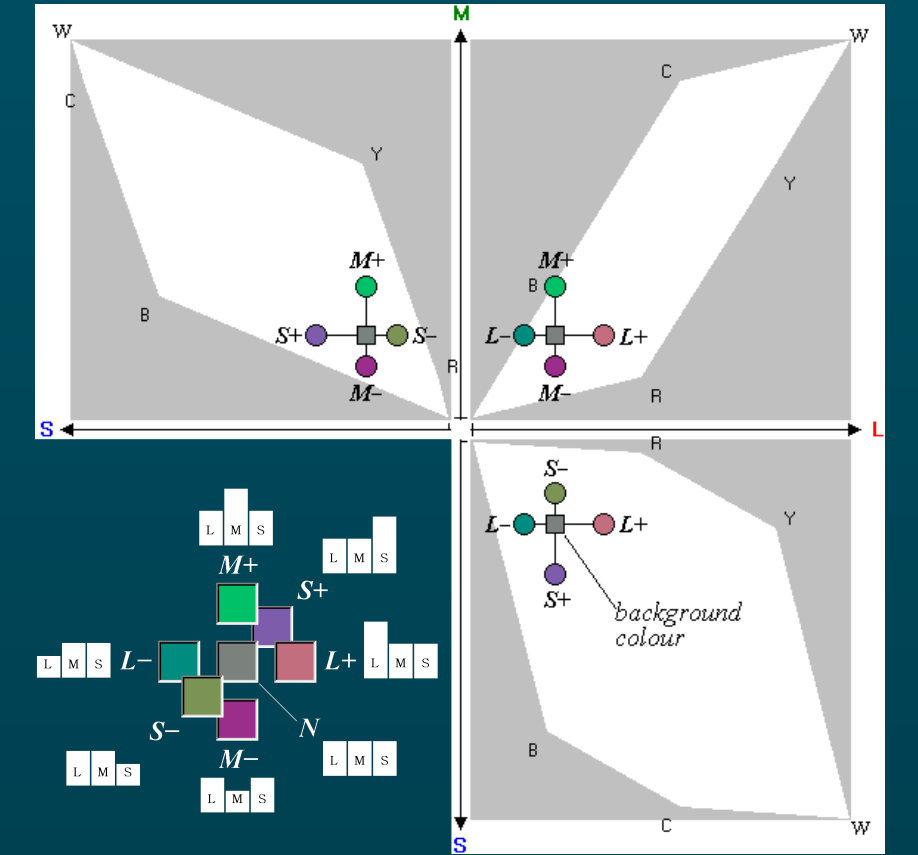 M
W
W
C
C
Y
Y
M+
M+
B
B
S+
S-
L-
L+
R
M-
M-
R
S
L
R
S-
Y
L-
L+
S+
background
colour
B
C
W
S
L M S
M+
L M S
S+
L M S
L-
L+
L M S
S-
N
M-
L M S
L M S
L M S